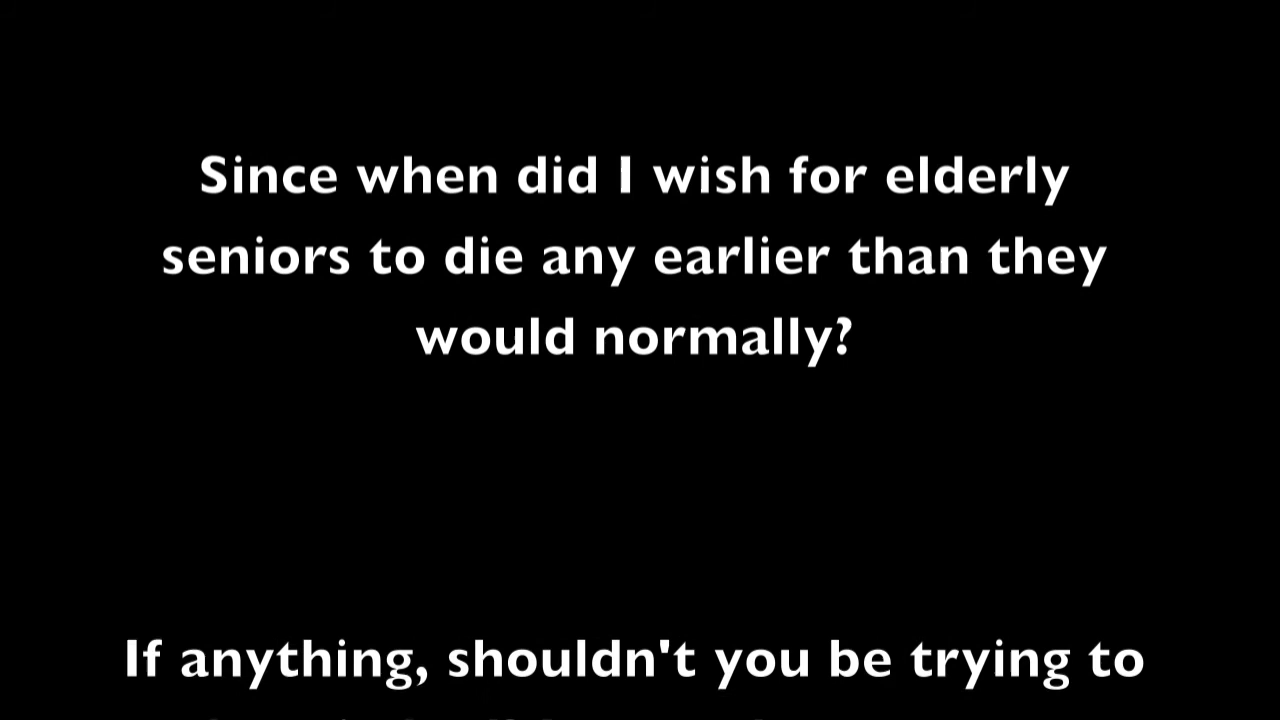 Since when did I wish for elderly
seniors to die any earlier than they
would normally?
If anything, shouldn't you be trying to